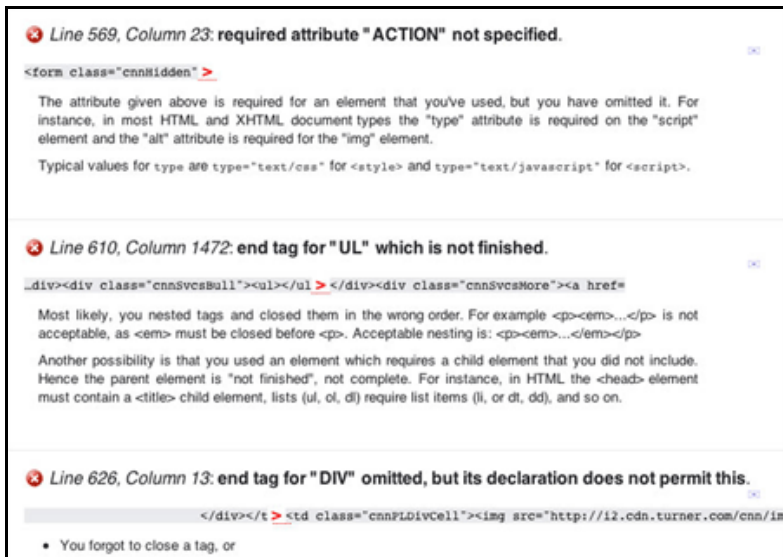 Line 569, Column 23: required attribute "ACTION" not specified.
<form class="cnnHidden">
The attribute given above is required for an element that you've used, but you have omitted it. For
instance, in most HTML and XHTML document types the "type" attribute is required on the "script"
element and the "alt" attribute is required for the "img" element.
Typical values for type are type="text/css" for <style> and type="text/javascript" for <script>.
Line 610, Column 1472: end tag for "UL" which is not finished.
…div><div class="cnnSvcsBull"><ul></ul></div><div class="cnnSvcsMore"><a href=
Most likely, you nested tags and closed them in the wrong order. For example <p><em>...</p> is not
acceptable, as <em> must be closed before <p>. Acceptable nesting is: <p><em>...</em></p>
Another possibility is that you used an element which requires a child element that you did not include.
Hence the parent element is "not finished", not complete. For instance, in HTML the <head> element
must contain a <title> child element, lists (ul, ol, dl) require list items (li, or dt, dd), and so on.
Line 626, Column 13: end tag for "DIV" omitted, but its declaration does not permit this.
</div></t><td class="cnnPLDivCell"><img src="http://i2.cdn.turner.com/cnn/im
• You forgot to close a tag, or